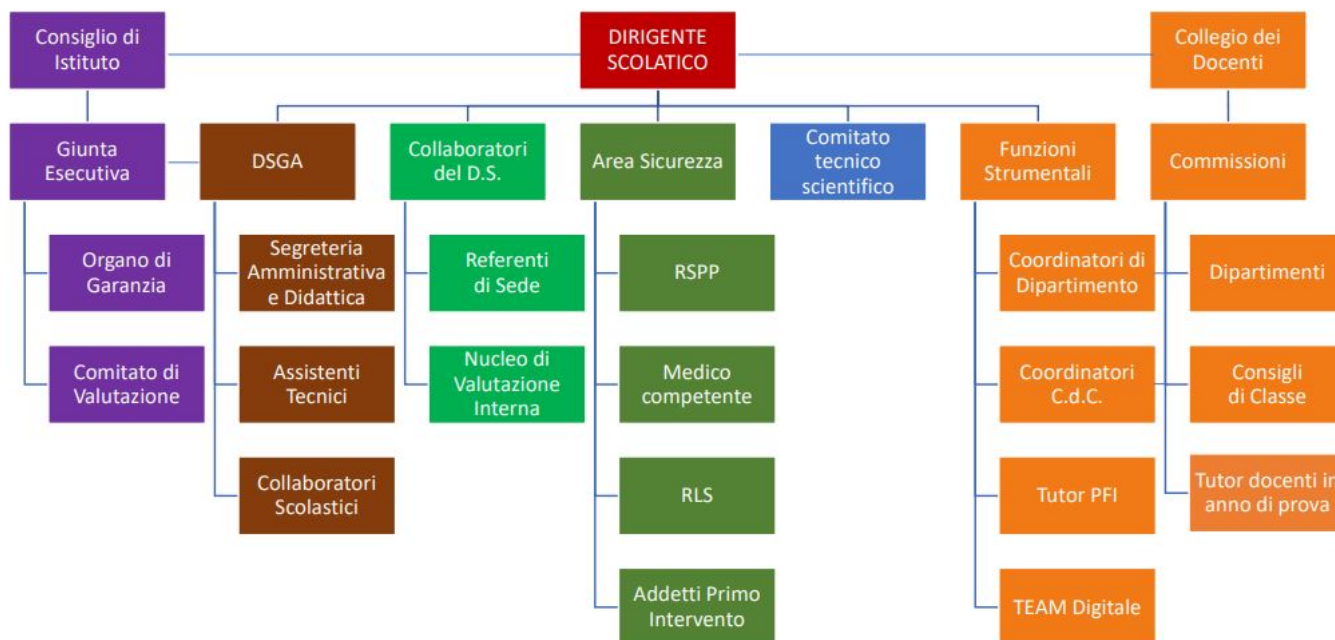 Consiglio di
Istituto
DIRIGENTE
SCOLATICO
Collegio dei
Docenti
Giunta
Esecutiva
DSGA
Collaboratori
del D.S.
Area Sicurezza
Comitato
tecnico
scientifico
Funzioni
Strumentali
Commissioni
Organo di
Garanzia
Segreteria
Amministrativa
e Didattica
Referenti
di Sede
RSPP
Coordinatori di
Dipartimento
Dipartimenti
Comitato di
Valutazione
Assistenti
Tecnici
Nucleo di
Valutazione
Interna
Medico
competente
Coordinatori
C.d.C.
Consigli
di Classe
Collaboratori
Scolastici
RLS
Tutor PFI
Tutor docenti in
anno di prova
Addetti Primo
Intervento
TEAM Digitale